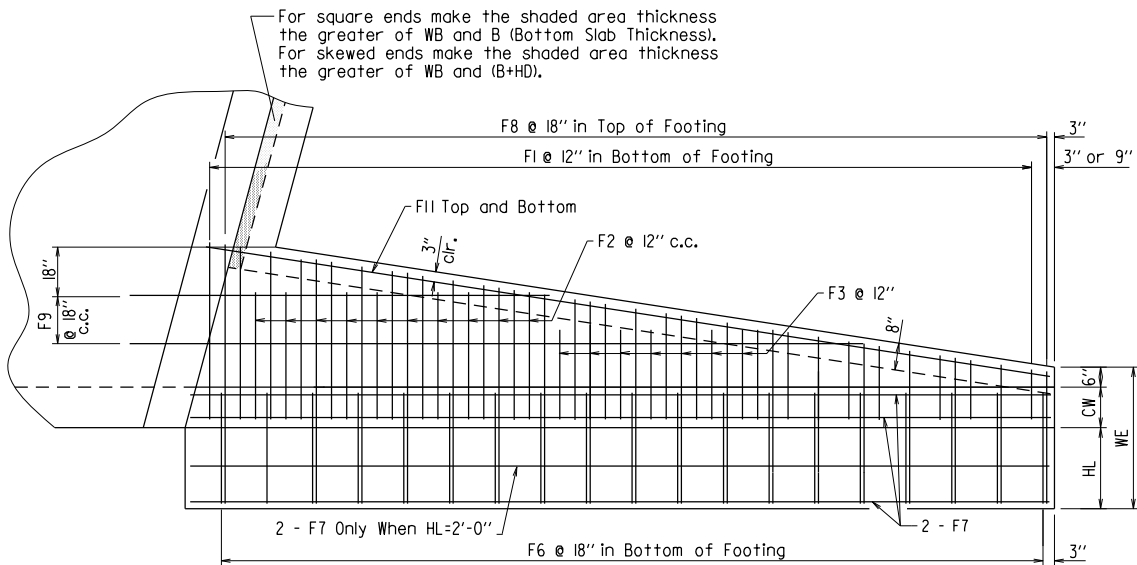 For square ends make the shaded area thickness
the greater of WB and B (Bottom Slab Thickness).
For skewed ends make the shaded area thickness
the greater of WB and (B+HD).
F8 @ 18" in Top of Footing
3"
F1 @ 12" in Bottom of Footing
3" or 9"
F11 Top and Bottom
3"
clr.
F2 @ 12" c.c.
18"
F9
@ 18"
c.c.
F3 @ 12"
8"
6"
CW
WE
HL
2 - F7 Only When HL=2'-0"
2 - F7
F6 @ 18" in Bottom of Footing
3"